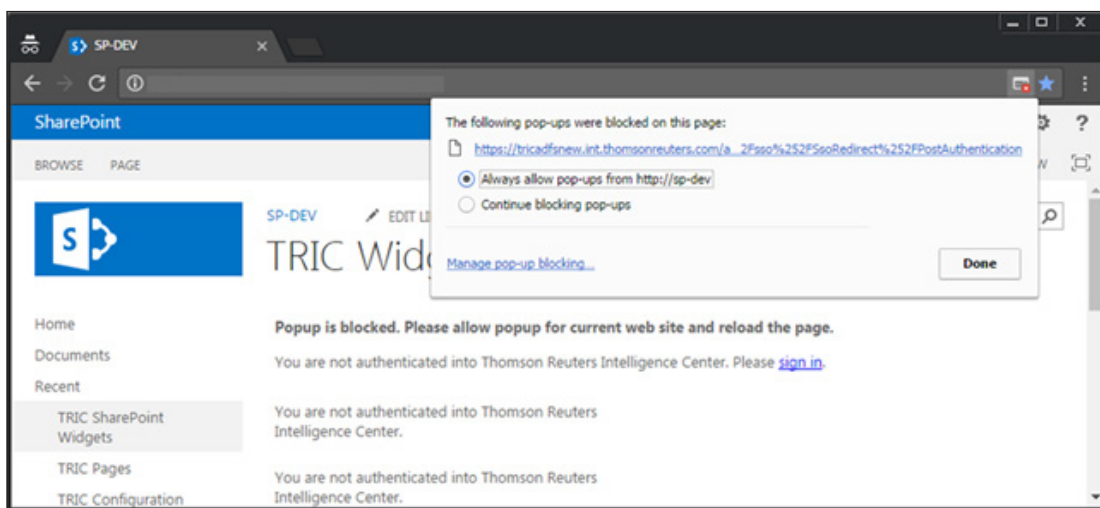 SP-DEV
SharePoint
?
BROWSE PAGE
The following pop-ups were blocked on this page:
https://tricadfsnew.int.thomsonreuters.com/a...2Fsso%252FSsoRedirect%252FPostAuthentication
Always allow pop-ups from http://sp-dev
Continue blocking pop-ups
Manage pop-up blocking...
Done
S
SP-DEV EDIT LI
TRIC Widg
Home
Documents
Recent
TRIC SharePoint
Widgets
TRIC Pages
TRIC Configuration
Popup is blocked. Please allow popup for current web site and reload the page.
You are not authenticated into Thomson Reuters Intelligence Center. Please sign in.
You are not authenticated into Thomson Reuters
Intelligence Center.
You are not authenticated into Thomson Reuters
Intelligence Center.